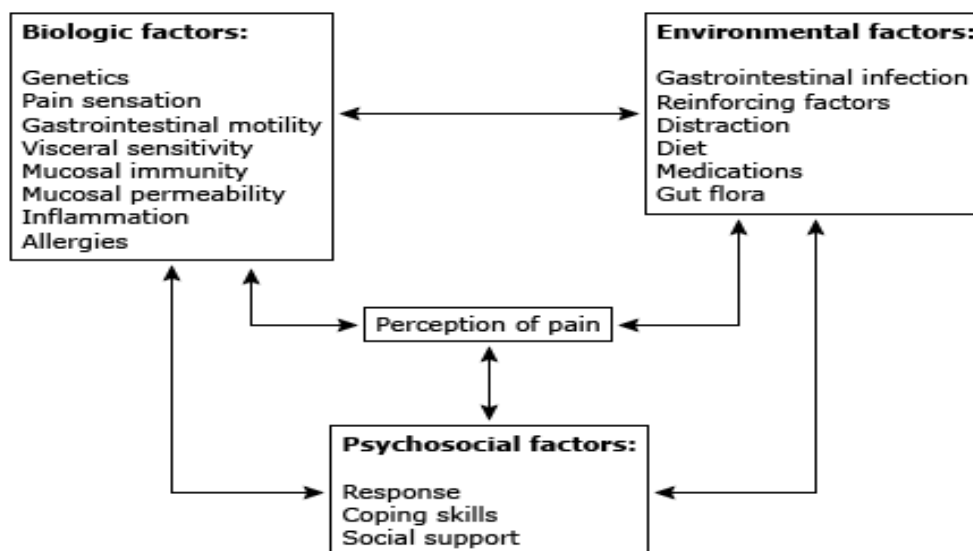 Biologic factors:
Genetics
Pain sensation
Gastrointestinal motility
Visceral sensitivity
Mucosal immunity
Mucosal permeability
Inflammation
Allergies
Environmental factors:
Gastrointestinal infection
Reinforcing factors
Distraction
Diet
Medications
Gut flora
Perception of pain
Psychosocial factors:
Response
Coping skills
Social support